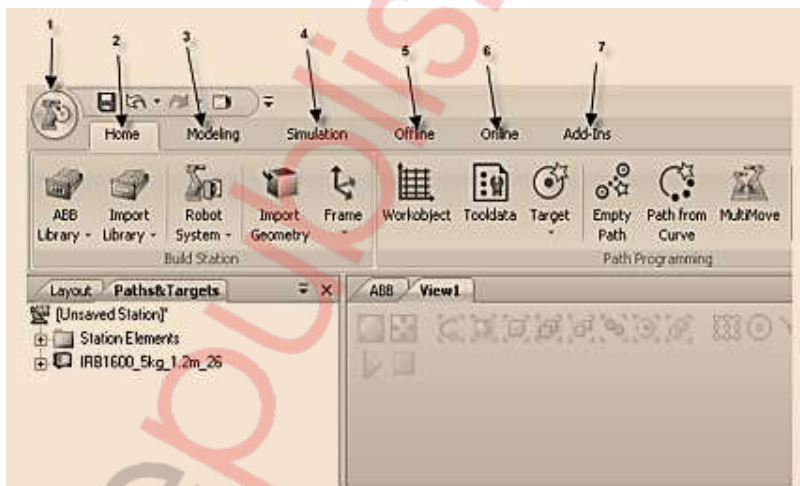 1 2 3 4 5 6 7
Home Modeling Simulation Offline Online Add-Ins
ABB Library Import Library Robot System Import Geometry Frame Workobject Tooldata Target Empty Path Path from Curve MultiMove
Build Station Path Programming
Layout Paths&Targets ABB View1
[Unsaved Station]*
Station Elements
IRB1600_5kg_1.2m_26